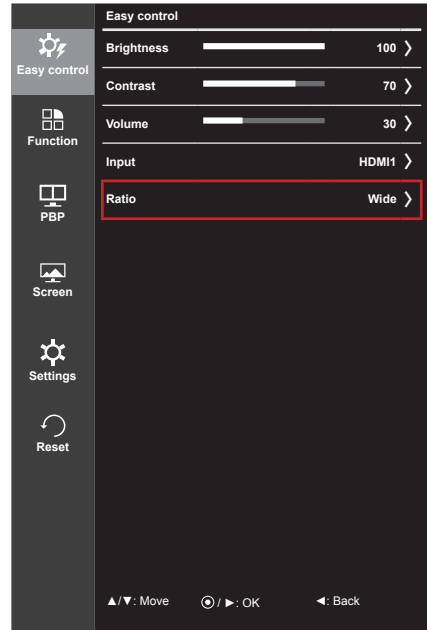 Easy control
Easy control
Function
PBP
Screen
Settings
Reset
Brightness 100 ❭
Contrast 70 ❭
Volume 30 ❭
Input HDMI1 ❭
Ratio Wide ❭
▲/▼: Move ⦿ / ►: OK ◄: Back